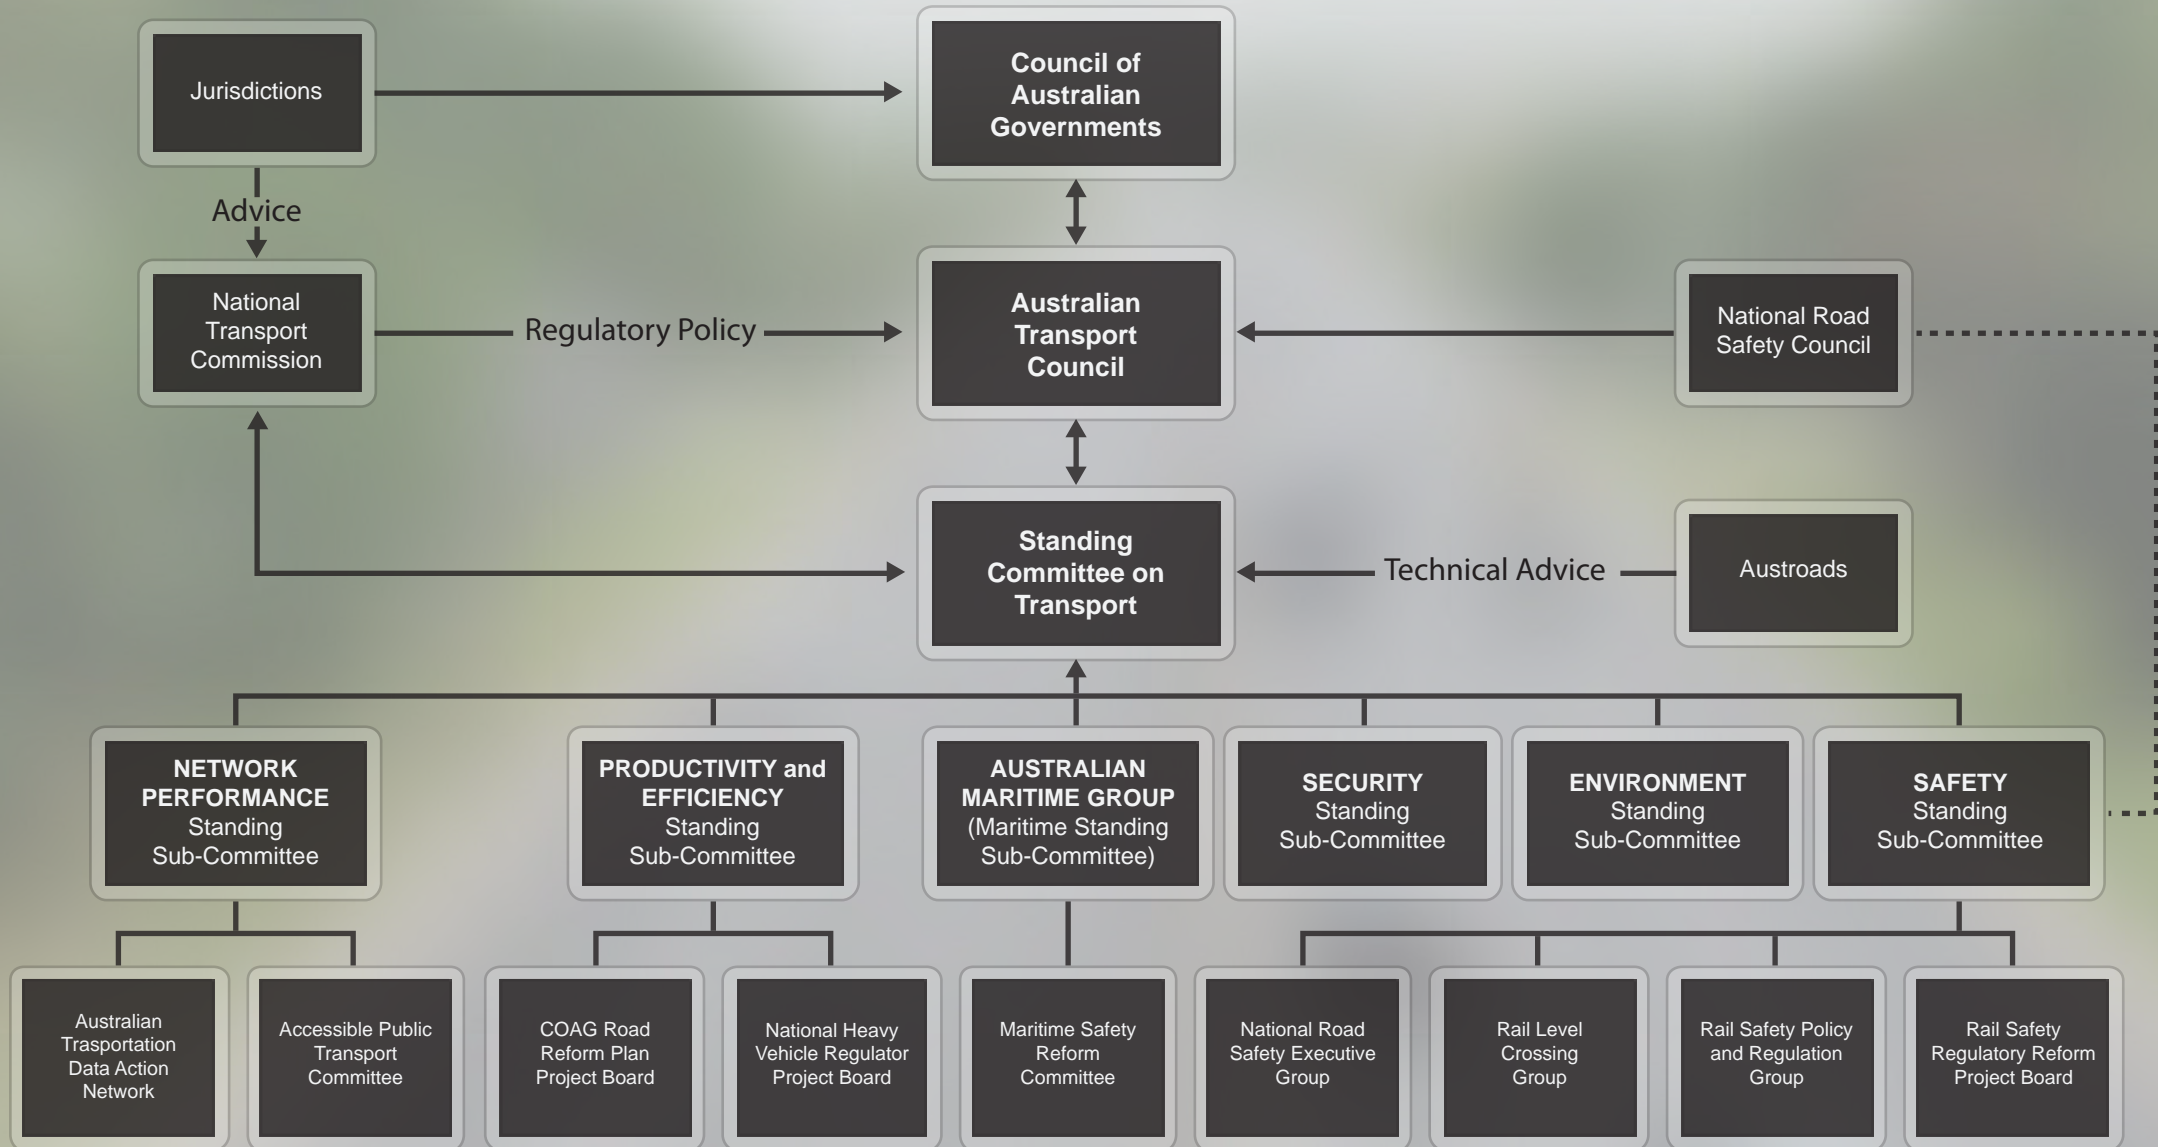 Jurisdictions
Council of
Australian
Governments
Advice
National
Transport
Commission
Regulatory Policy
Australian
Transport
Council
National Road
Safety Council
Standing
Committee on
Transport
Technical Advice
Austroads
NETWORK
PERFORMANCE
Standing
Sub-Committee
PRODUCTIVITY and
EFFICIENCY
Standing
Sub-Committee
AUSTRALIAN
MARITIME GROUP
(Maritime Standing
Sub-Committee)
SECURITY
Standing
Sub-Committee
ENVIRONMENT
Standing
Sub-Committee
SAFETY
Standing
Sub-Committee
Australian
Trasportation
Data Action
Network
Accessible Public
Transport
Committee
COAG Road
Reform Plan
Project Board
National Heavy
Vehicle Regulator
Project Board
Maritime Safety
Reform
Committee
National Road
Safety Executive
Group
Rail Level
Crossing
Group
Rail Safety Policy
and Regulation
Group
Rail Safety
Regulatory Reform
Project Board